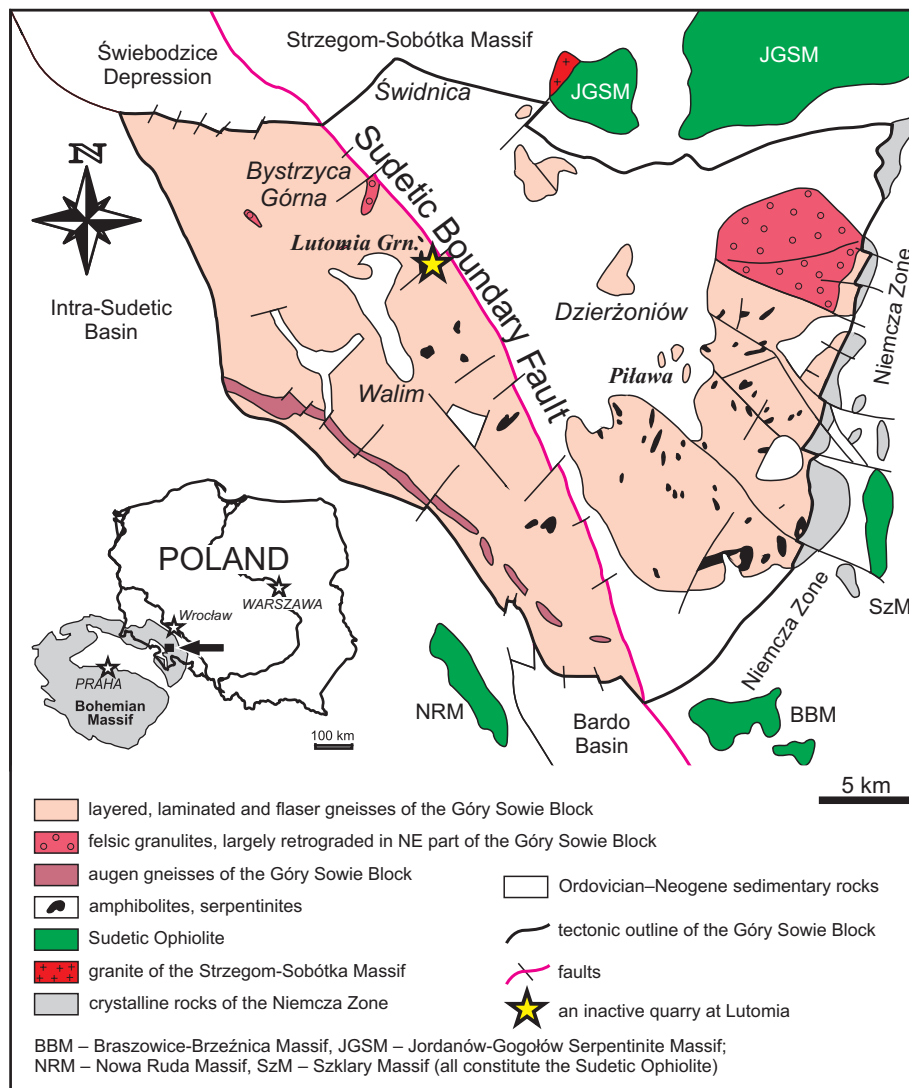 Świebodzice
Depression
Strzegom-Sobótka Massif
JGSM
JGSM
Świdnica
N
Bystrzyca
Górna
Sudetic Boundary Fault
Lutomia Grn.
Intra-Sudetic
Basin
Dzierżoniów
Niemcza Zone
Piława
Walim
POLAND
WARSZAWA
Wrocław
PRAHA
Bohemian
Massif
100 km
SzM
Niemcza Zone
NRM
Bardo
Basin
BBM
5 km
layered, laminated and flaser gneisses of the Góry Sowie Block
felsic granulites, largely retrograded in NE part of the Góry Sowie Block
augen gneisses of the Góry Sowie Block
amphibolites, serpentinites
Sudetic Ophiolite
granite of the Strzegom-Sobótka Massif
crystalline rocks of the Niemcza Zone
Ordovician–Neogene sedimentary rocks
tectonic outline of the Góry Sowie Block
faults
an inactive quarry at Lutomia
BBM – Braszowice-Brzeźnica Massif, JGSM – Jordanów-Gogołów Serpentinite Massif;
NRM – Nowa Ruda Massif, SzM – Szklary Massif (all constitute the Sudetic Ophiolite)